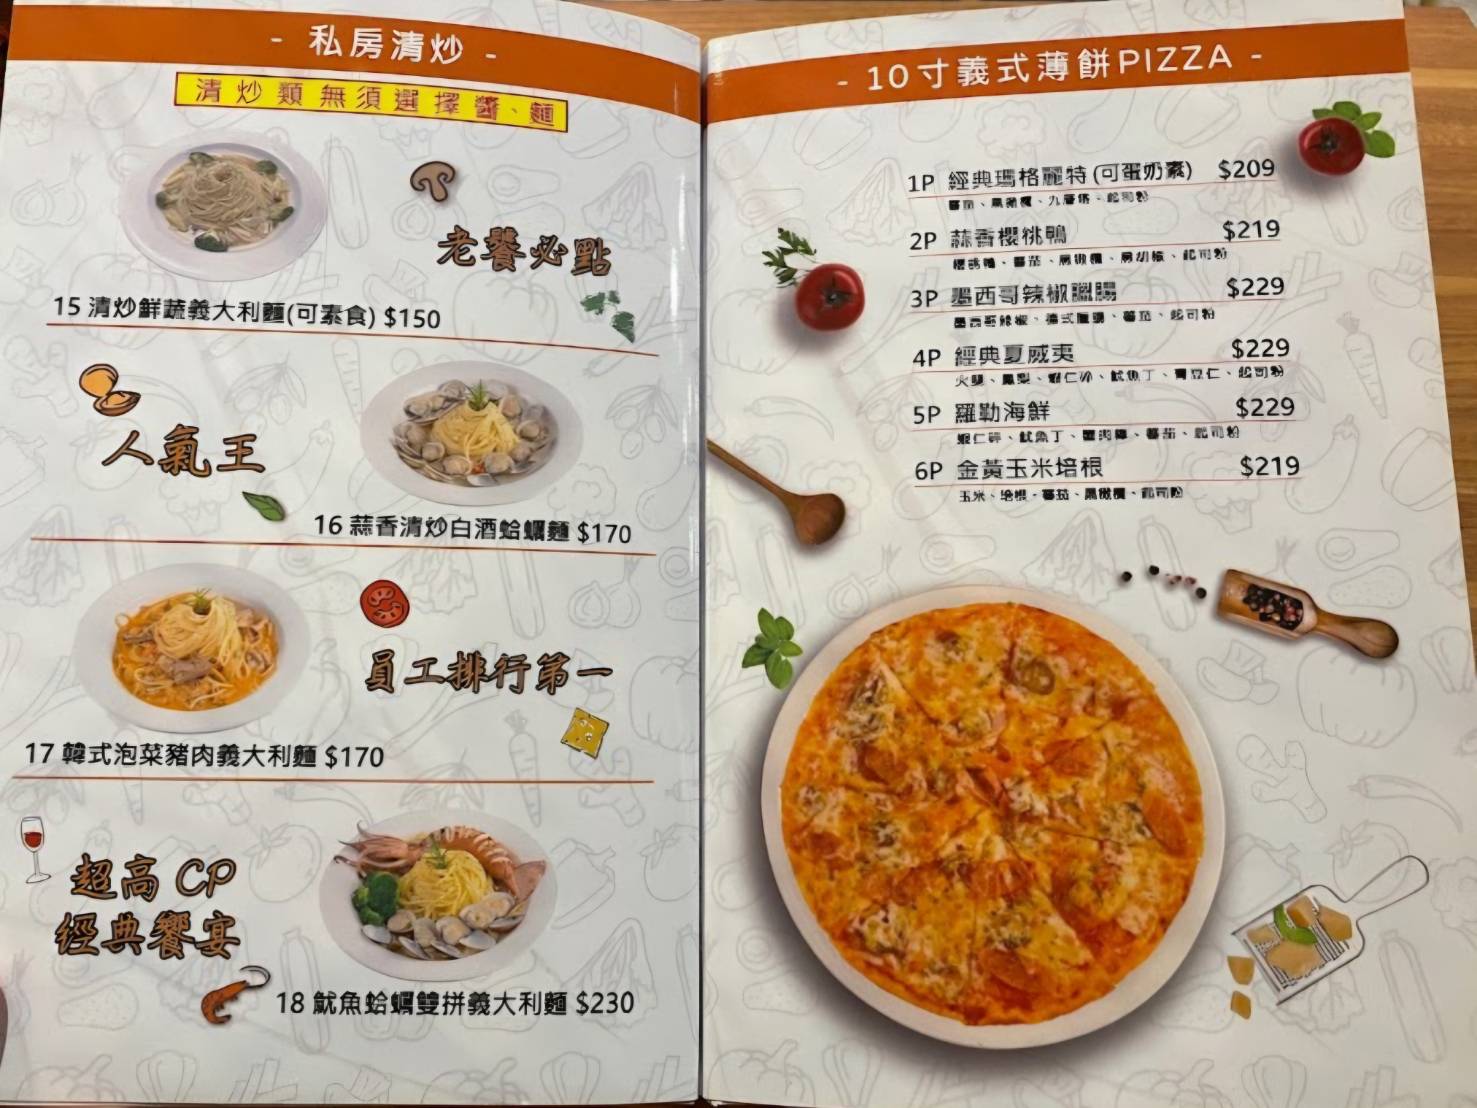 - 私房清炒 -
清炒類無須選擇醬、麵
老饕必點
15 清炒鮮蔬義大利麵(可素食) $150
人氣王
16 蒜香清炒白酒蛤蠣麵 $170
員工排行第一
17 韓式泡菜豬肉義大利麵 $170
超高 CP
經典饗宴
18 魷魚蛤蠣雙拼義大利麵 $230
- 10寸義式薄餅PIZZA -
1P 經典瑪格麗特(可蛋奶素) $209
番茄、黑橄欖、九層塔、起司粉
2P 蒜香櫻桃鴨 $219
櫻桃鴨、番茄、黑橄欖、黑胡椒、起司粉
3P 墨西哥辣椒臘腸 $229
墨西哥辣椒、德式臘腸、番茄、起司粉
4P 經典夏威夷 $229
火腿、鳳梨、蝦仁碎、魷魚丁、青豆仁、起司粉
5P 羅勒海鮮 $229
蝦仁碎、魷魚丁、蟹肉棒、番茄、起司粉
6P 金黃玉米培根 $219
玉米、培根、番茄、黑橄欖、起司粉